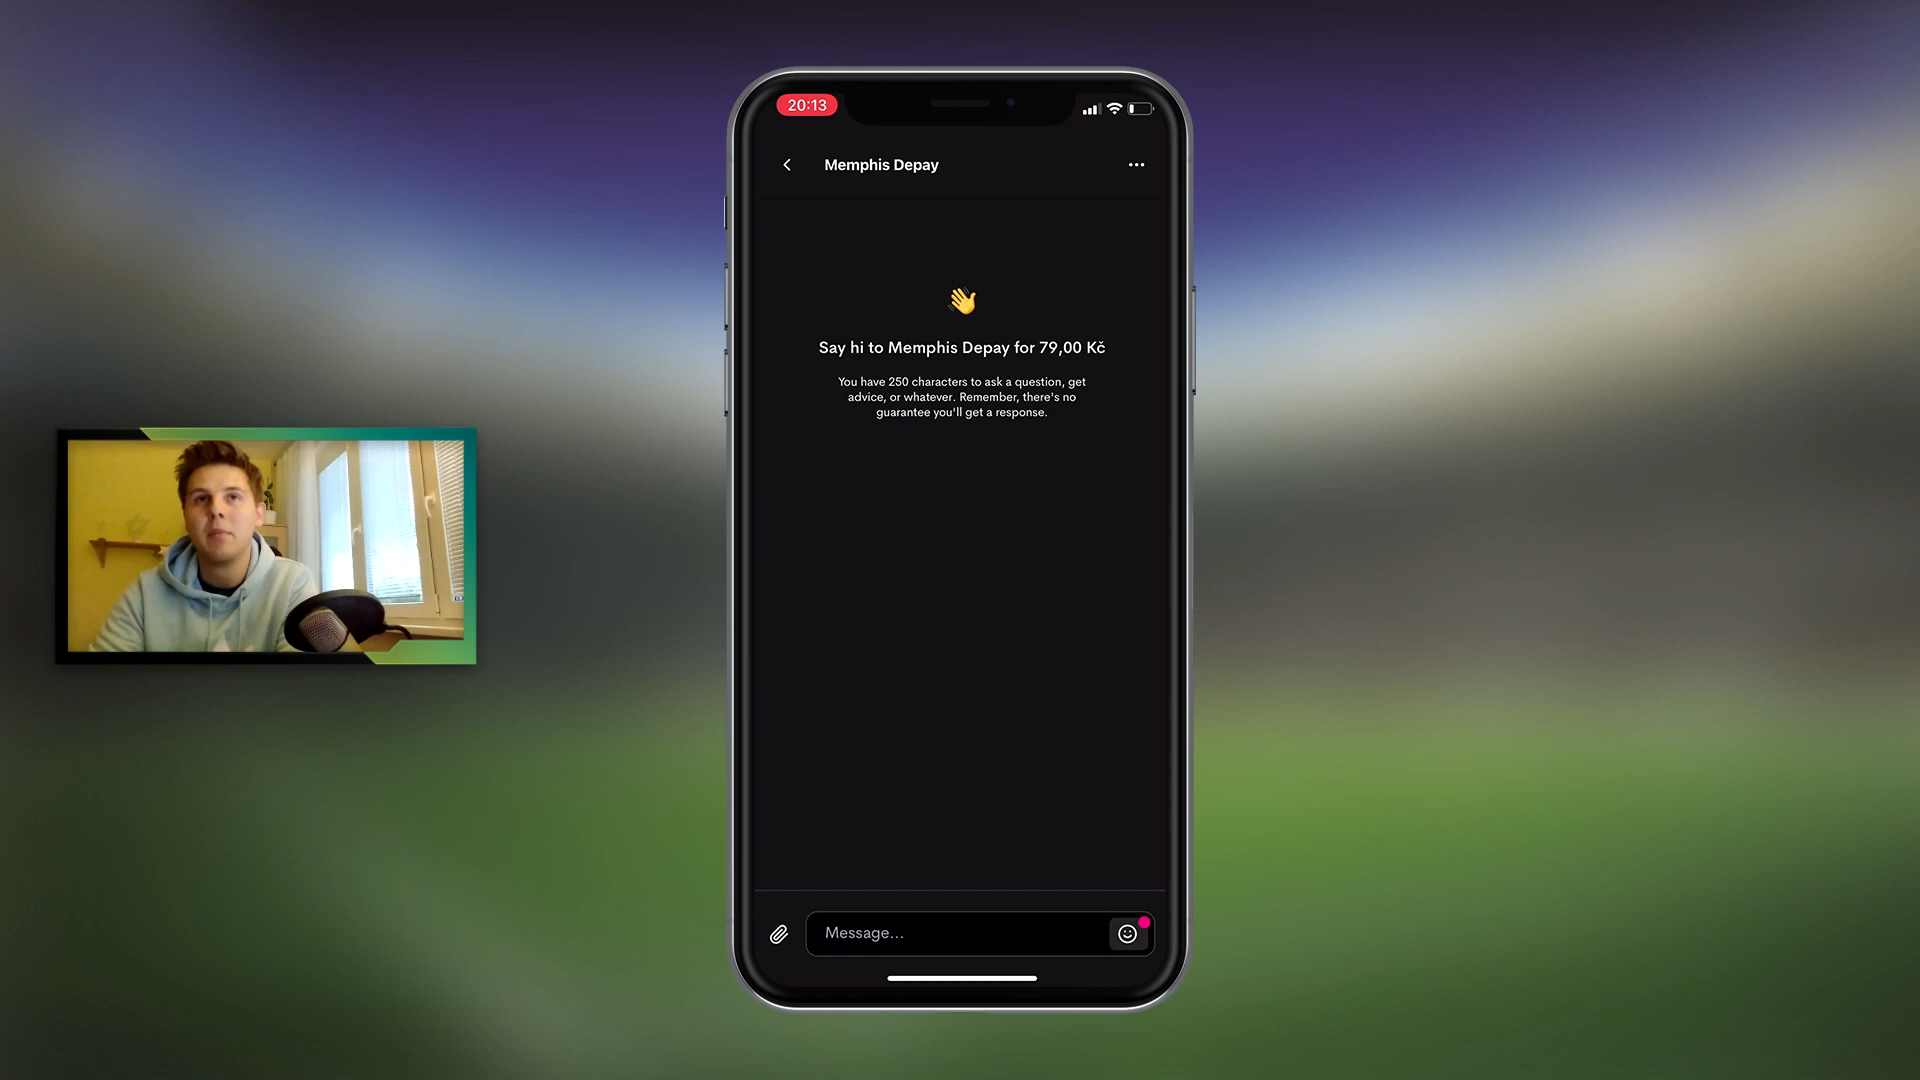 20:13
Memphis Depay
Say hi to Memphis Depay for 79,00 Kč
You have 250 characters to ask a question, get
advice, or whatever. Remember, there's no
guarantee you'll get a response.
Message...